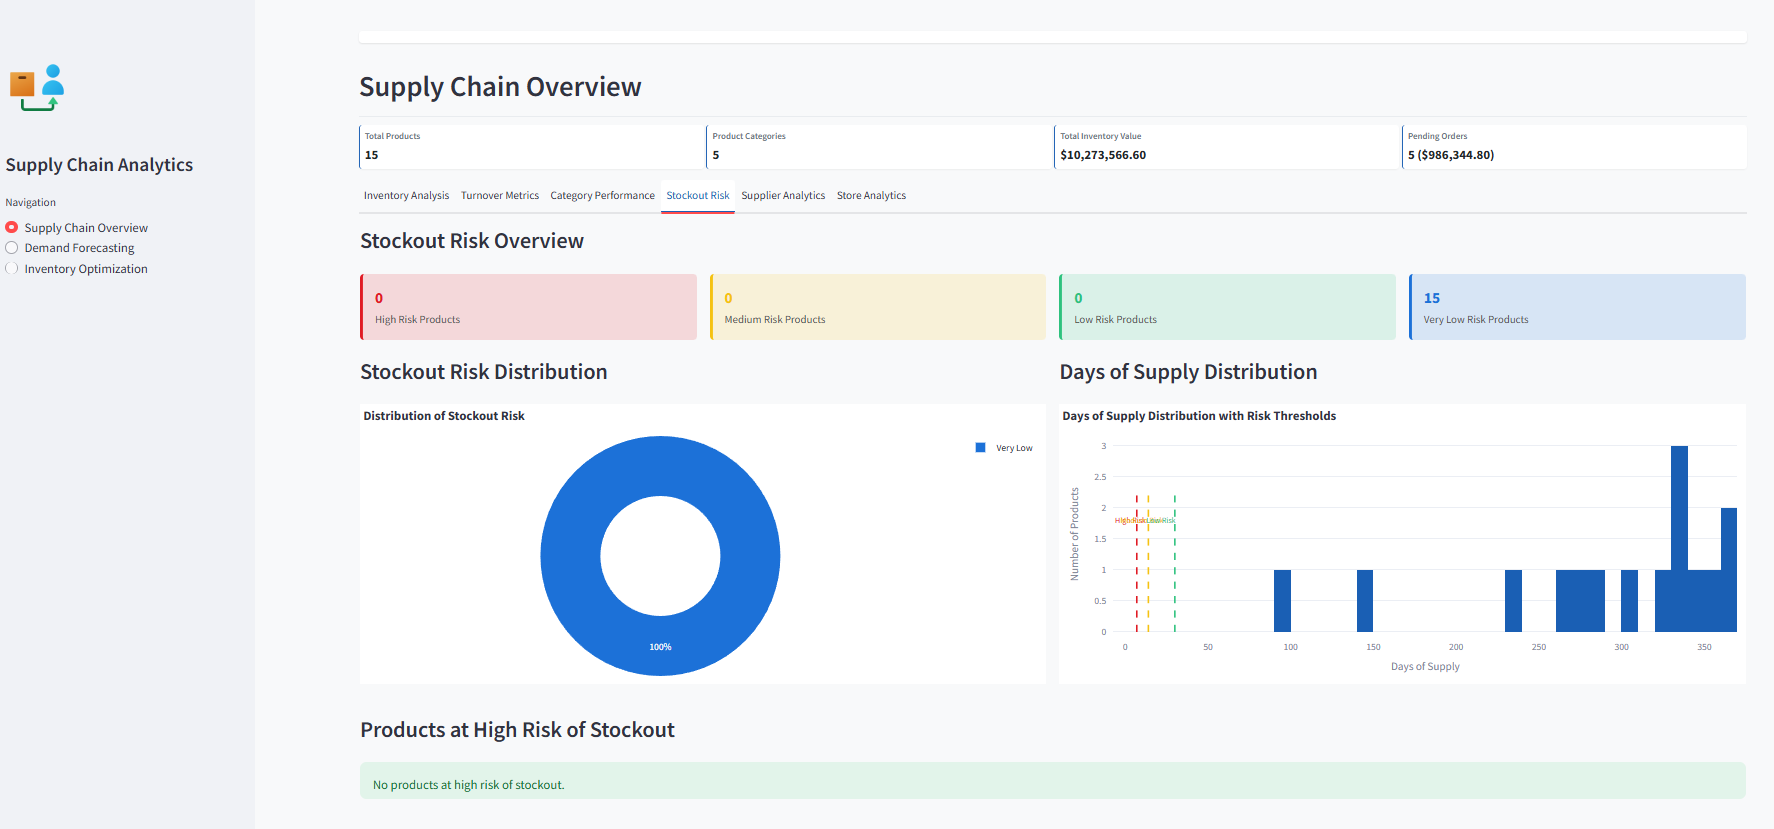 Supply Chain Analytics
Navigation
Supply Chain Overview
Demand Forecasting
Inventory Optimization
Supply Chain Overview
Total Products
15
Product Categories
5
Total Inventory Value
$10,273,566.60
Pending Orders
5 ($986,344.80)
Inventory Analysis Turnover Metrics Category Performance Stockout Risk Supplier Analytics Store Analytics
Stockout Risk Overview
0
High Risk Products
0
Medium Risk Products
0
Low Risk Products
15
Very Low Risk Products
Stockout Risk Distribution
Distribution of Stockout Risk
Very Low
100%
Days of Supply Distribution
Days of Supply Distribution with Risk Thresholds
Number of Products
3
2.5
2
1.5
1
0.5
0
High Risk
Low Risk
0 50 100 150 200 250 300 350
Days of Supply
Products at High Risk of Stockout
No products at high risk of stockout.